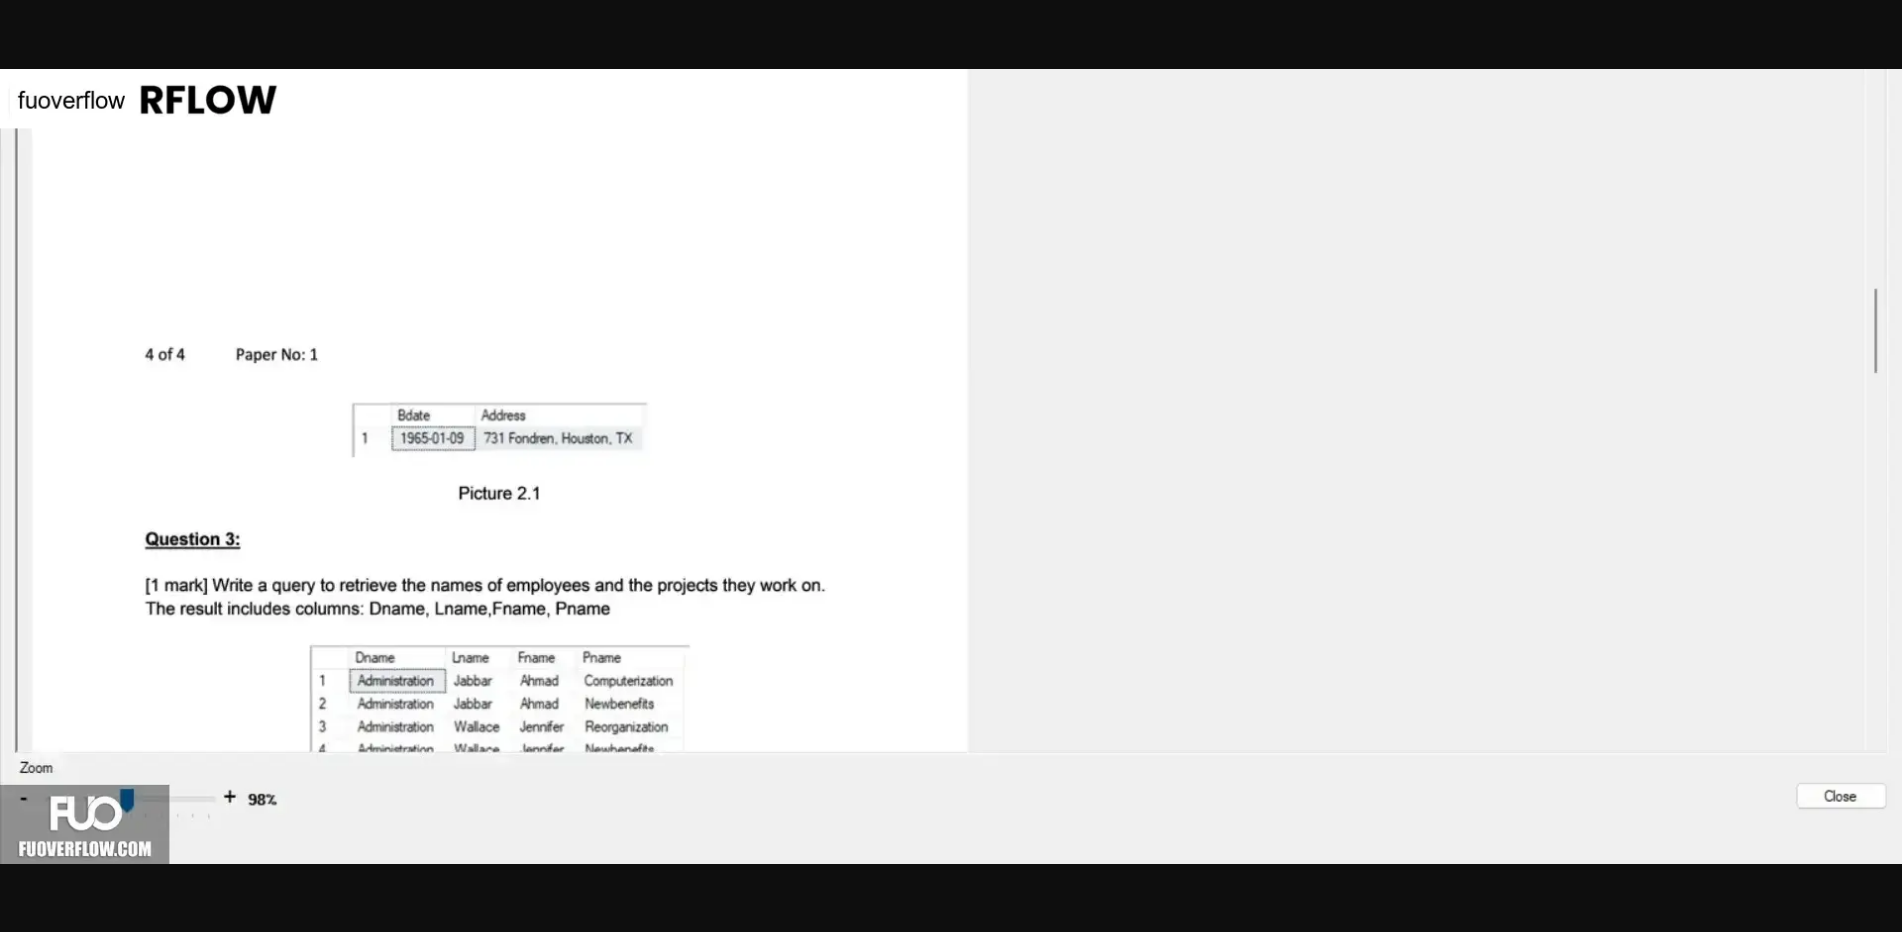 fuoverflow RFLOW
4 of 4 Paper No: 1
Bdate Address
1 1965-01-09 731 Fondren, Houston, TX
Picture 2.1
Question 3:
[1 mark] Write a query to retrieve the names of employees and the projects they work on.
The result includes columns: Dname, Lname,Fname, Pname
Dname Lname Fname Pname
1 Administration Jabbar Ahmad Computerization
2 Administration Jabbar Ahmad Newbenefits
3 Administration Wallace Jennifer Reorganization
4 Administration Wallace Jennifer Newbenefits
Zoom
- + 98%
Close
FUO
FUOVERFLOW.COM